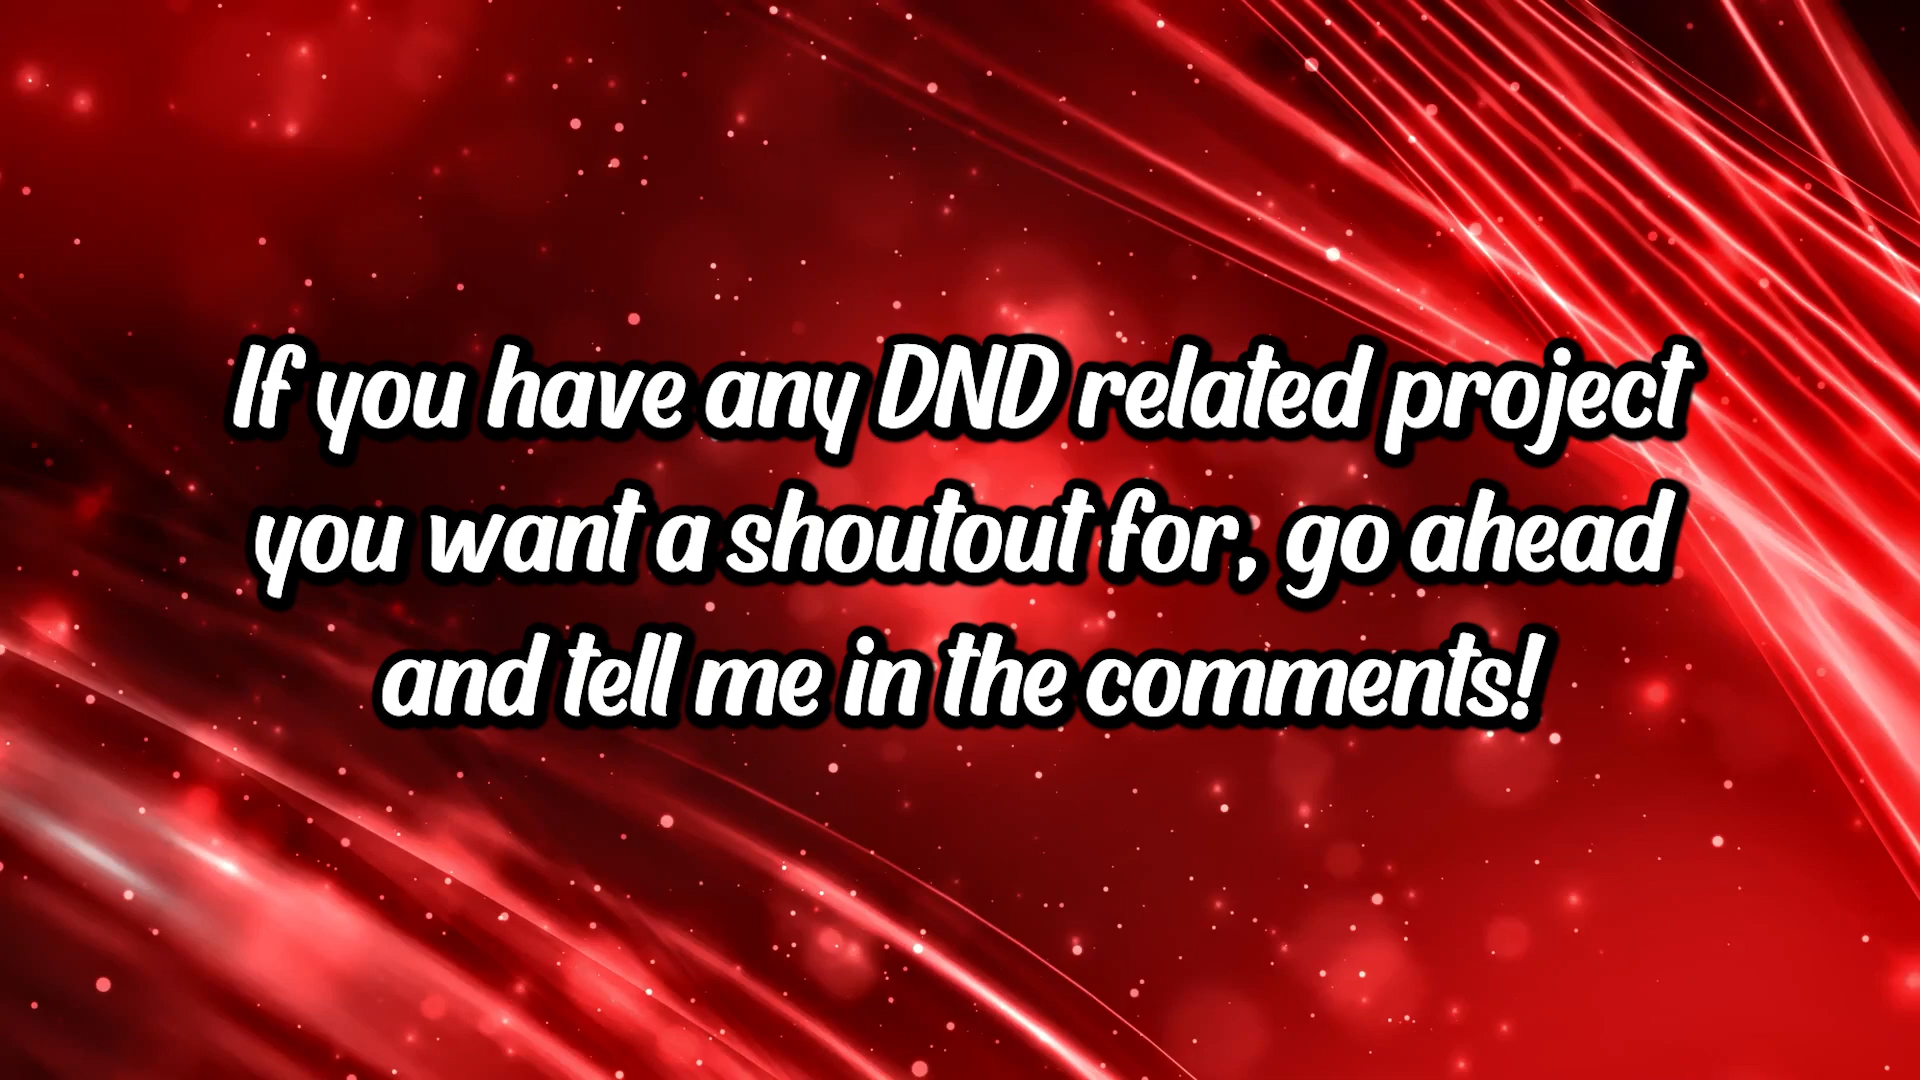 If you have any DND related project
you want a shoutout for, go ahead
and tell me in the comments!